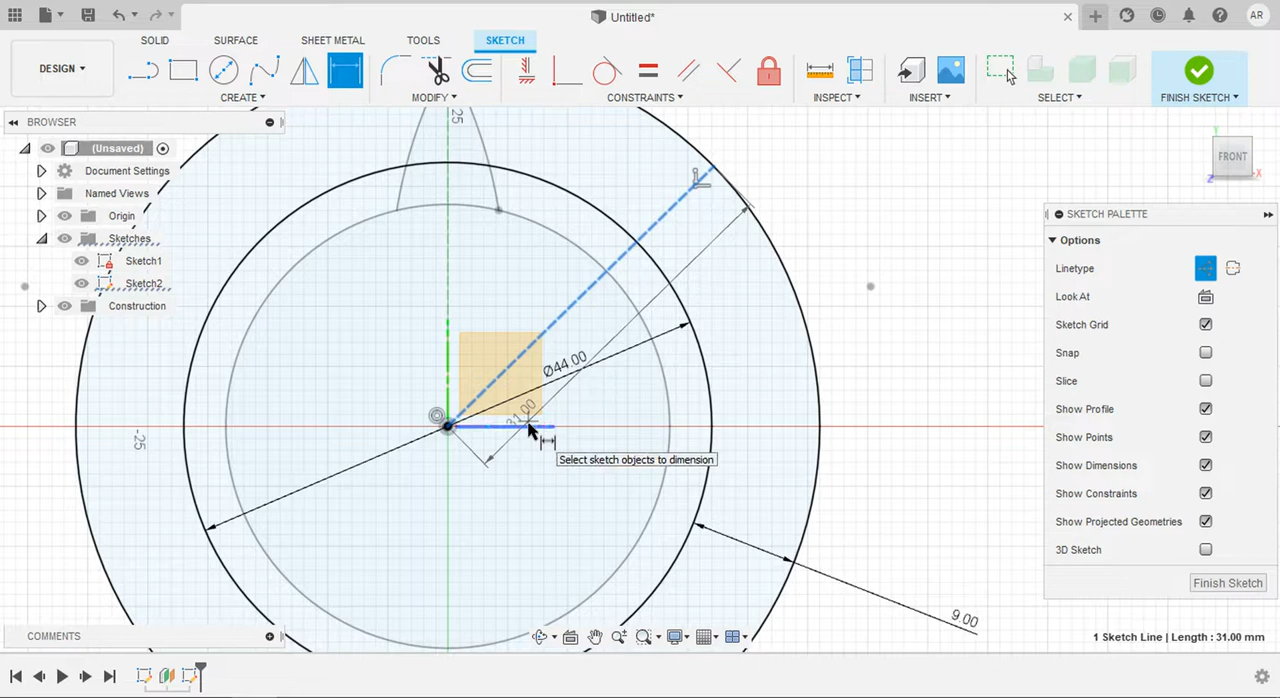 Untitled*
AR
SOLID SURFACE SHEET METAL TOOLS SKETCH
DESIGN
CREATE MODIFY CONSTRAINTS INSPECT INSERT SELECT FINISH SKETCH
BROWSER
(Unsaved)
Document Settings
Named Views
Origin
Sketches
Sketch1
Sketch2
Construction
25
-25
Ø44.00
31.00
9.00
Select sketch objects to dimension
Y
FRONT
X
Z
SKETCH PALETTE
Options
Linetype
Look At
Sketch Grid
Snap
Slice
Show Profile
Show Points
Show Dimensions
Show Constraints
Show Projected Geometries
3D Sketch
Finish Sketch
COMMENTS
1 Sketch Line | Length : 31.00 mm